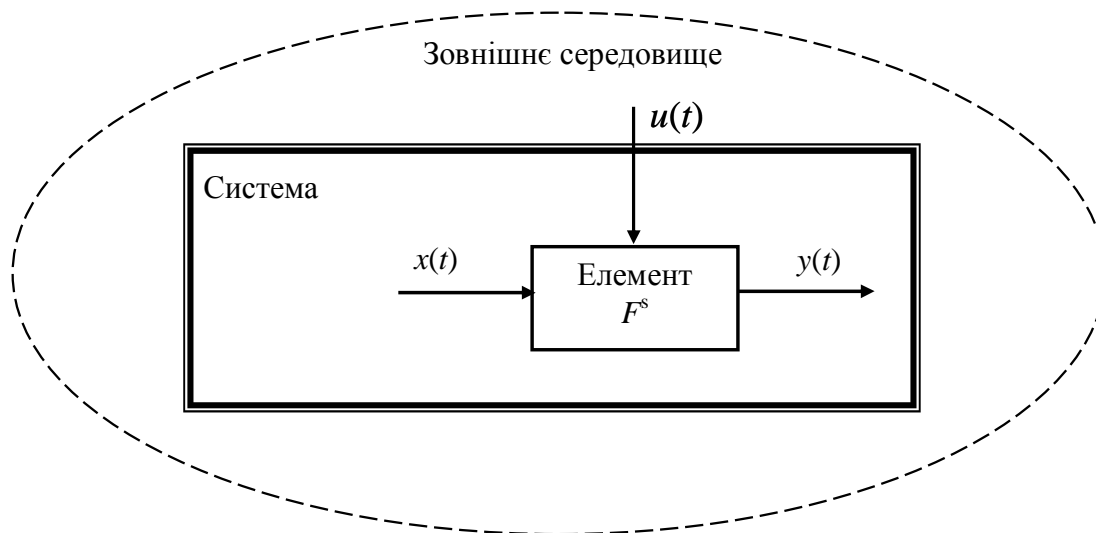 Зовнішнє середовище
u(t)
Система
x(t)
Елемент
F^s
y(t)